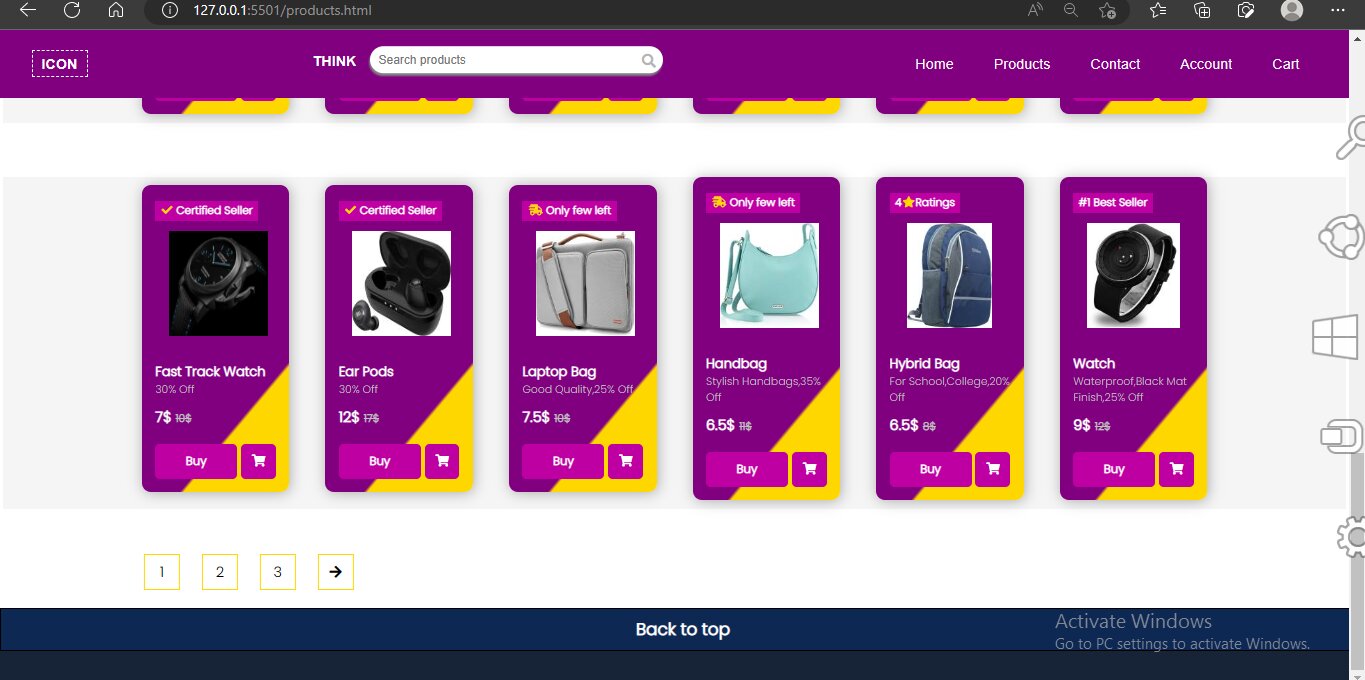 127.0.0.1:5501/products.html
ICON
THINK
Search products
Home
Products
Contact
Account
Cart
Certified Seller
Fast Track Watch
30% Off
7$ 10$
Buy
Certified Seller
Ear Pods
30% Off
12$ 17$
Buy
Only few left
Laptop Bag
Good Quality,25% Off
7.5$ 10$
Buy
Only few left
Handbag
Stylish Handbags,35%
Off
6.5$ 11$
Buy
4 Ratings
Hybrid Bag
For School,College,20%
Off
6.5$ 8$
Buy
#1 Best Seller
Watch
Waterproof,Black Mat
Finish,25% Off
9$ 12$
Buy
1
2
3
Back to top
Activate Windows
Go to PC settings to activate Windows.